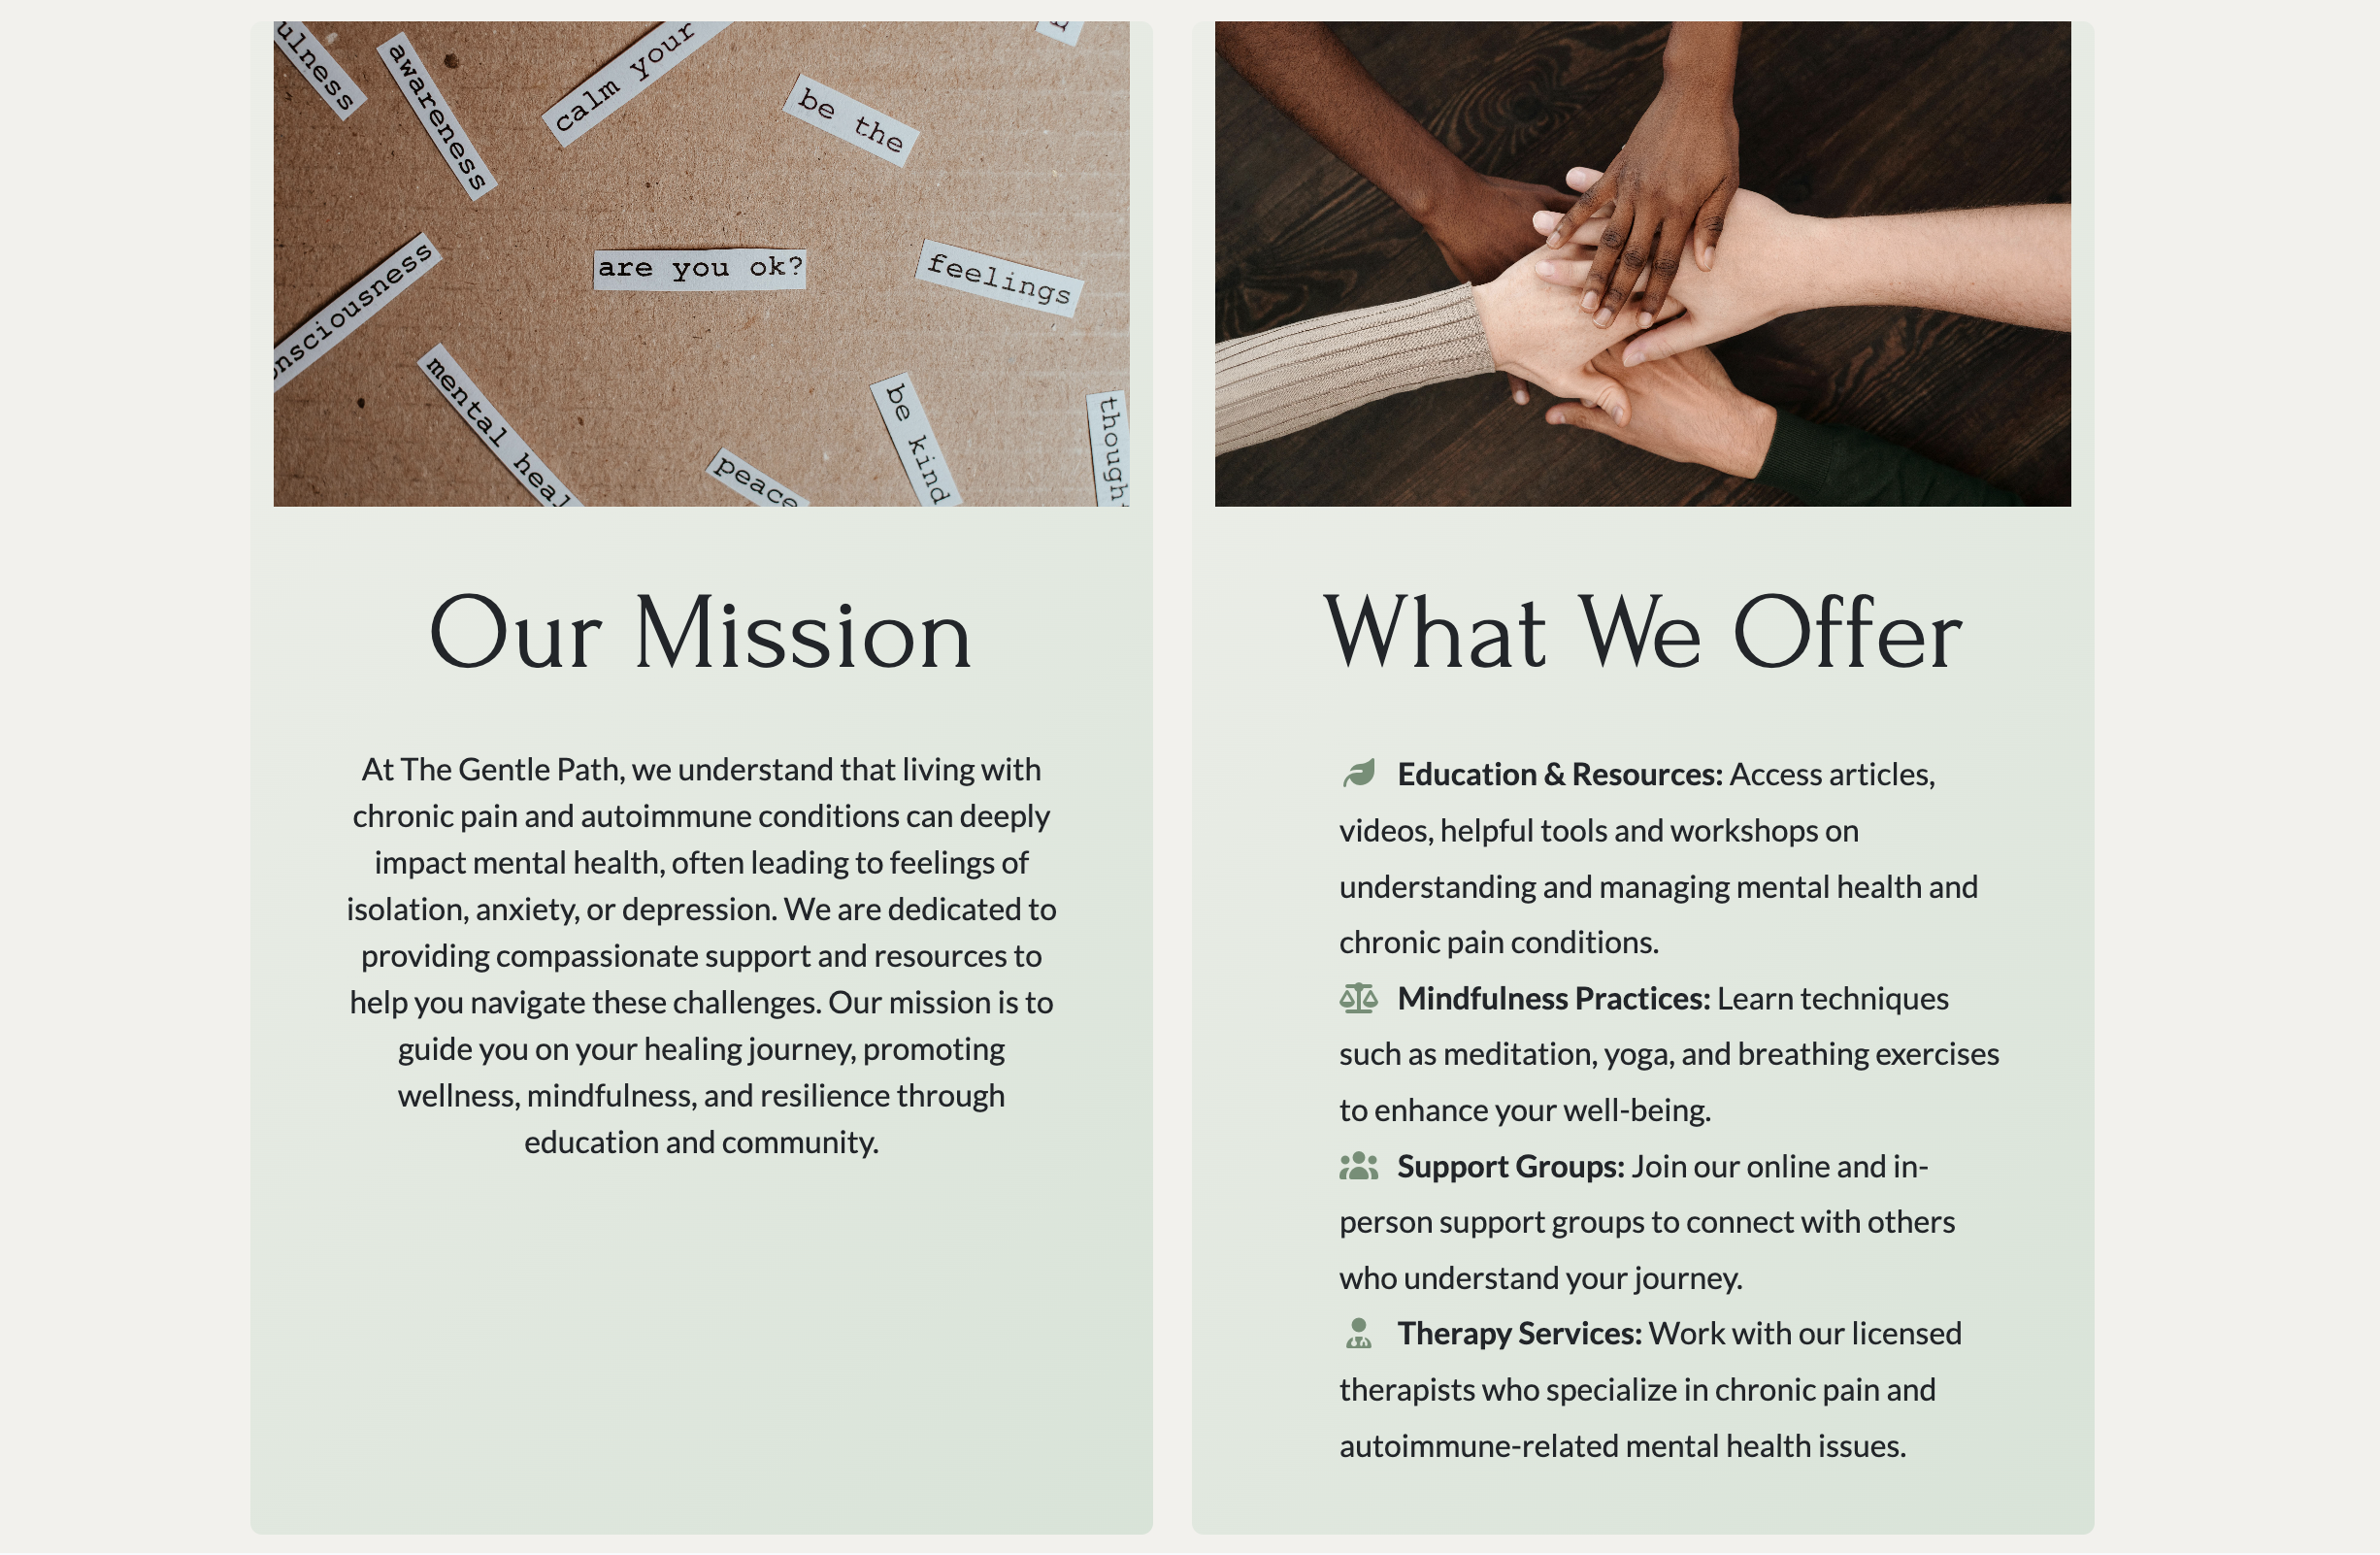 ulness
awareness
calm your
be the
are you ok?
feelings
onsciousness
mental heal
peace
be kind
though
Our Mission
At The Gentle Path, we understand that living with
chronic pain and autoimmune conditions can deeply
impact mental health, often leading to feelings of
isolation, anxiety, or depression. We are dedicated to
providing compassionate support and resources to
help you navigate these challenges. Our mission is to
guide you on your healing journey, promoting
wellness, mindfulness, and resilience through
education and community.
What We Offer
Education & Resources: Access articles,
videos, helpful tools and workshops on
understanding and managing mental health and
chronic pain conditions.
Mindfulness Practices: Learn techniques
such as meditation, yoga, and breathing exercises
to enhance your well-being.
Support Groups: Join our online and in-
person support groups to connect with others
who understand your journey.
Therapy Services: Work with our licensed
therapists who specialize in chronic pain and
autoimmune-related mental health issues.